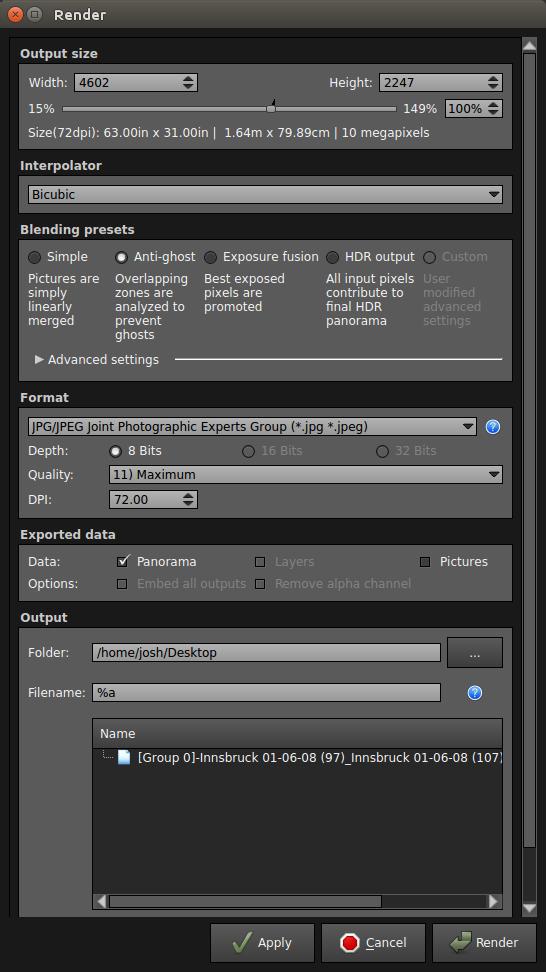 Render
Output size
Width: 4602 Height: 2247
15% 149% 100%
Size(72dpi): 63.00in x 31.00in | 1.64m x 79.89cm | 10 megapixels
Interpolator
Bicubic
Blending presets
Simple Anti-ghost Exposure fusion HDR output Custom
Pictures are Overlapping Best exposed All input pixels User
simply zones are pixels are contribute to modified
linearly analyzed to promoted final HDR advanced
merged prevent panorama settings
ghosts
Advanced settings
Format
JPG/JPEG Joint Photographic Experts Group (*.jpg *.jpeg) ?
Depth: 8 Bits 16 Bits 32 Bits
Quality: 11) Maximum
DPI: 72.00
Exported data
Data: Panorama Layers Pictures
Options: Embed all outputs Remove alpha channel
Output
Folder: /home/josh/Desktop ...
Filename: %a ?
Name
[Group 0]-Innsbruck 01-06-08 (97)_Innsbruck 01-06-08 (107)
Apply Cancel Render